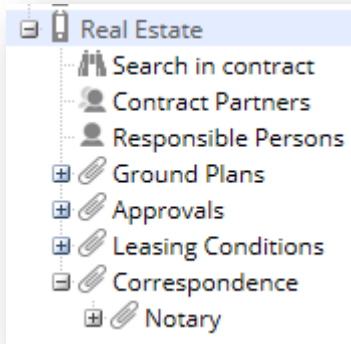 Real Estate
Search in contract
Contract Partners
Responsible Persons
Ground Plans
Approvals
Leasing Conditions
Correspondence
Notary